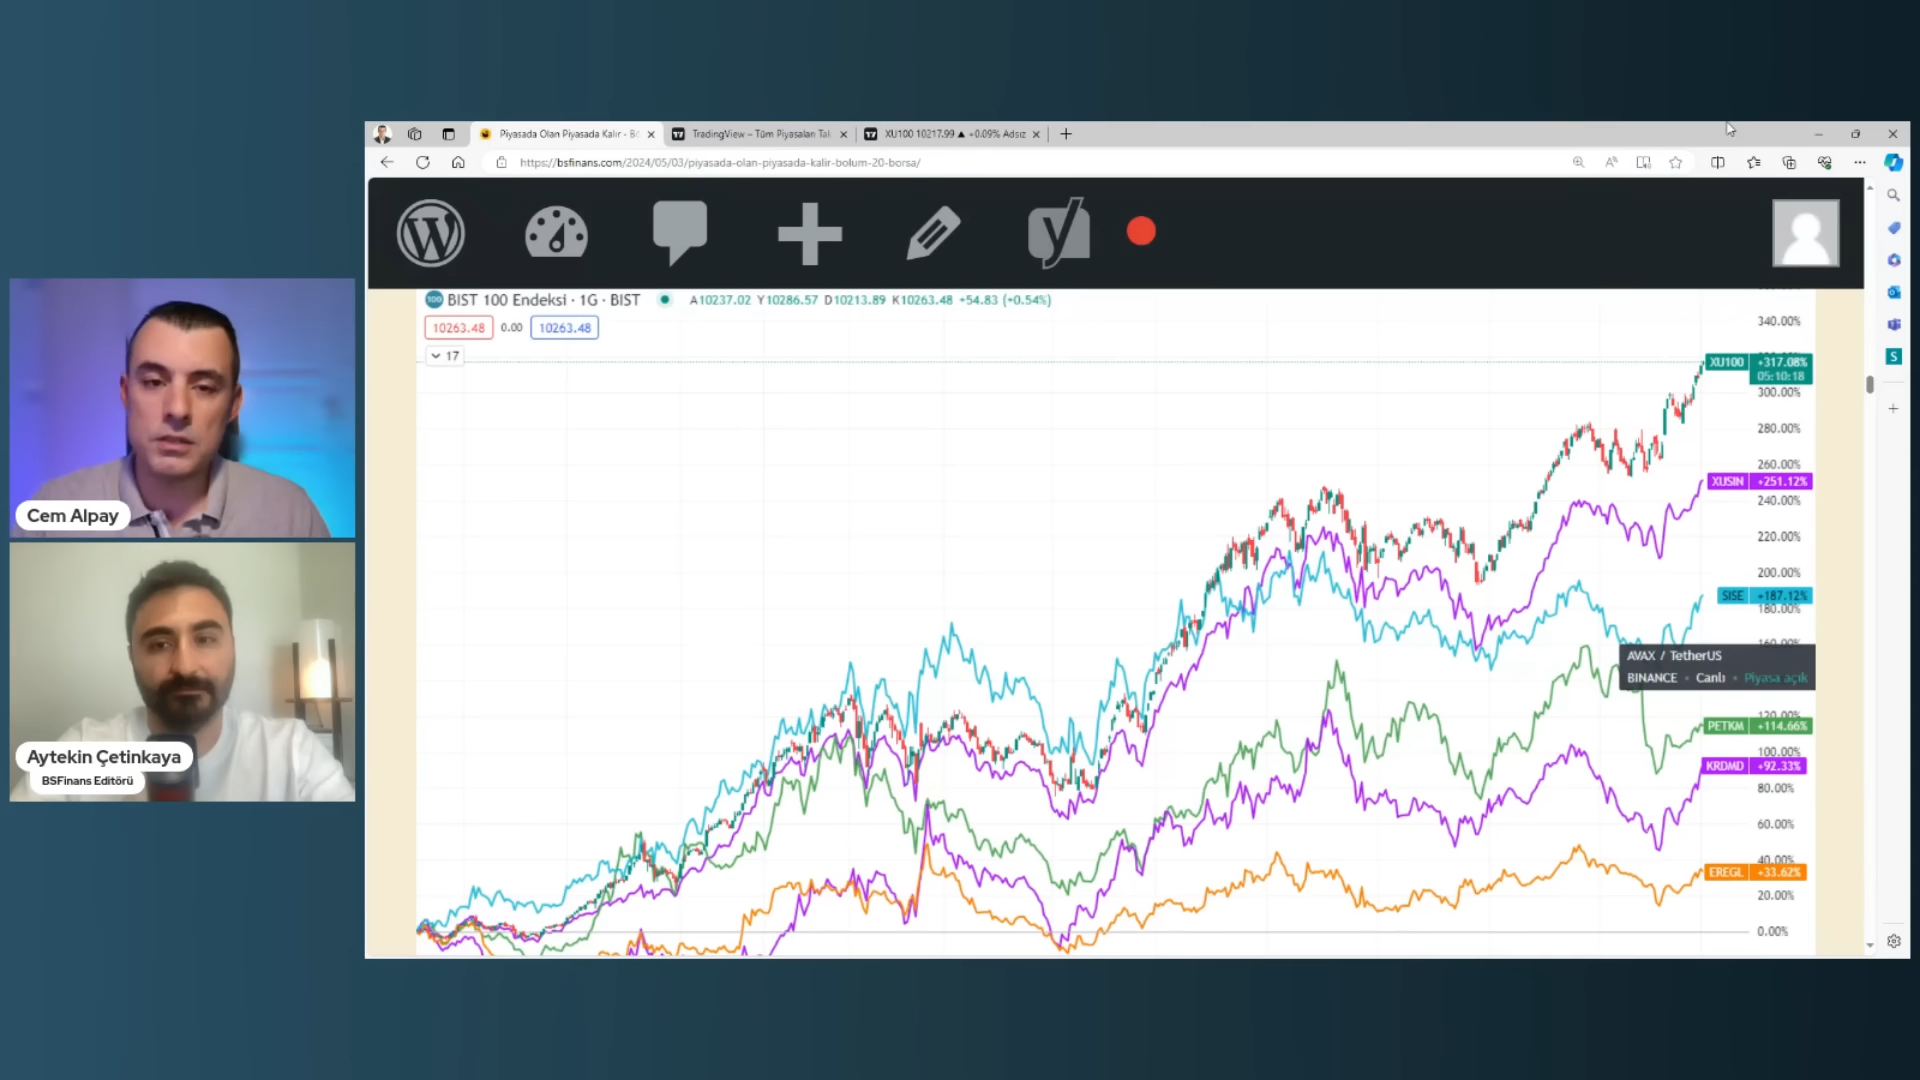 Piyasada Olan Piyasada Kalır - Bo
TradingView – Tüm Piyasaları Tak
XU100 10217.99 ▲ +0.09% Adsız
https://bsfinans.com/2024/05/03/piyasada-olan-piyasada-kalir-bolum-20-borsa/
BIST 100 Endeksi · 1G · BIST
A10237.02 Y10286.57 D10213.89 K10263.48 +54.83 (+0.54%)
10263.48 0.00 10263.48
17
340.00%
XU100 +317.08%
05:10:18
300.00%
280.00%
260.00%
XUSIN +251.12%
240.00%
220.00%
200.00%
SISE +187.12%
180.00%
160.00%
AVAX / TetherUS
BINANCE • Canlı • Piyasa açık
120.00%
PETKM +114.66%
100.00%
KRDMD +92.33%
80.00%
60.00%
40.00%
EREGL +33.62%
20.00%
0.00%
Cem Alpay
Aytekin Çetinkaya
BSFinans Editörü